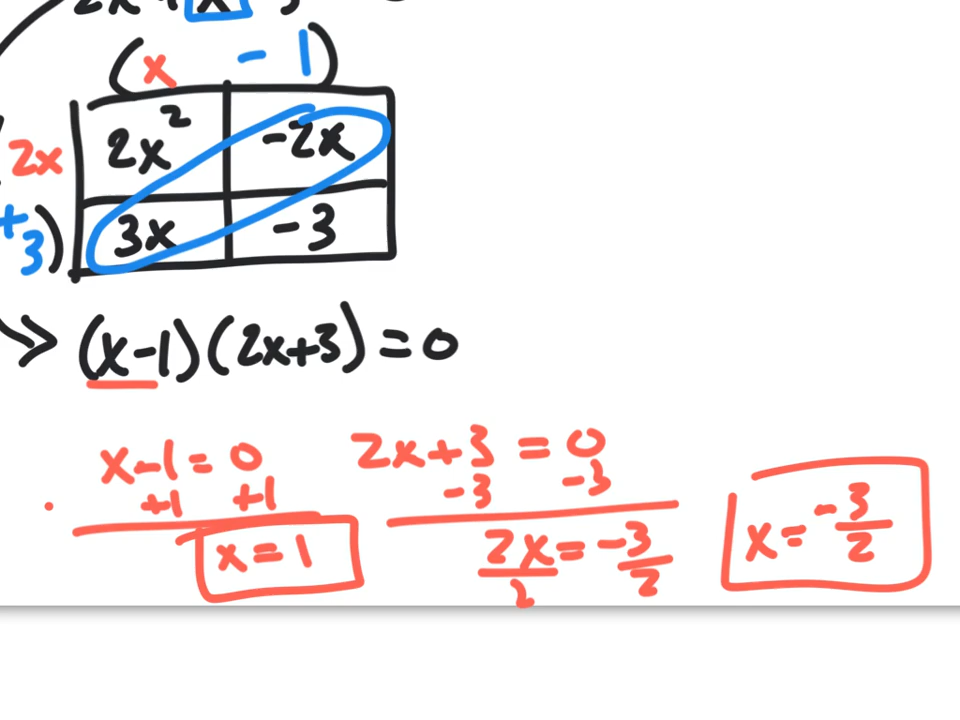 (x - 1)
2x 2x² -2x
+3) 3x -3
(x-1)(2x+3) = 0
x-1 = 0 2x+3 = 0
+1 +1 -3 -3
x = 1 2x/2 = -3/2 x = -3/2